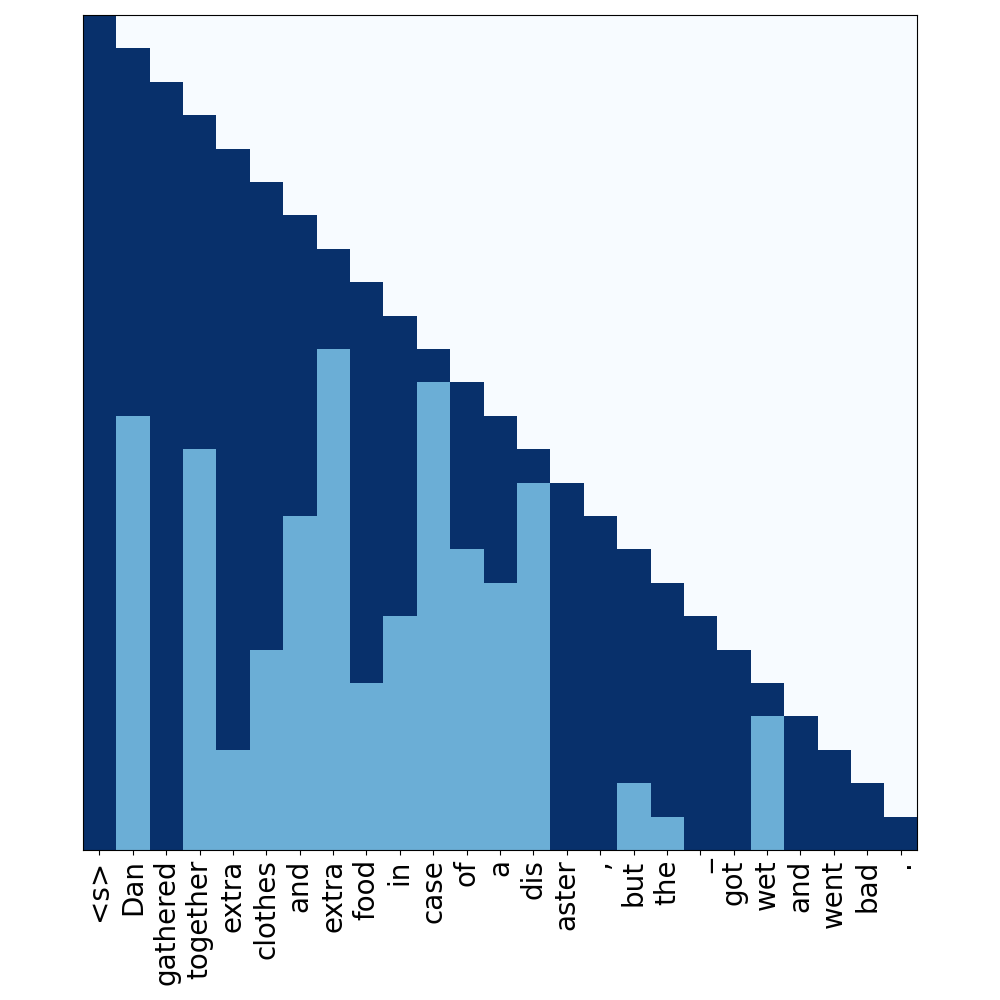 <s> Dan gathered together extra clothes and extra food in case of a dis aster , but the _ got wet and went bad .